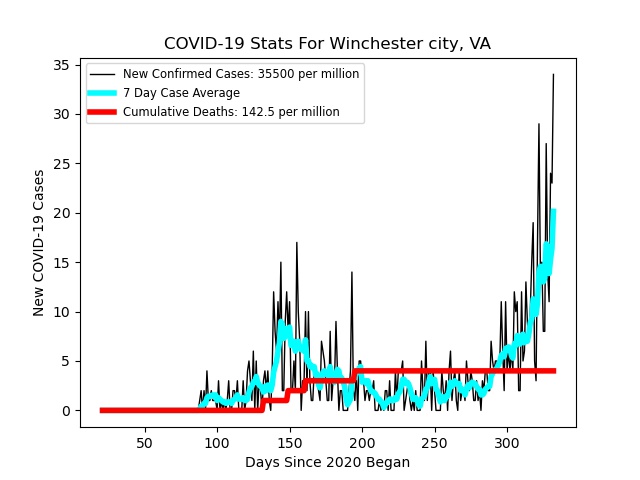 COVID-19 Stats For Winchester city, VA
New Confirmed Cases: 35500 per million
7 Day Case Average
Cumulative Deaths: 142.5 per million
New COVID-19 Cases
35
30
25
20
15
10
5
0
50
100
150
200
250
300
Days Since 2020 Began